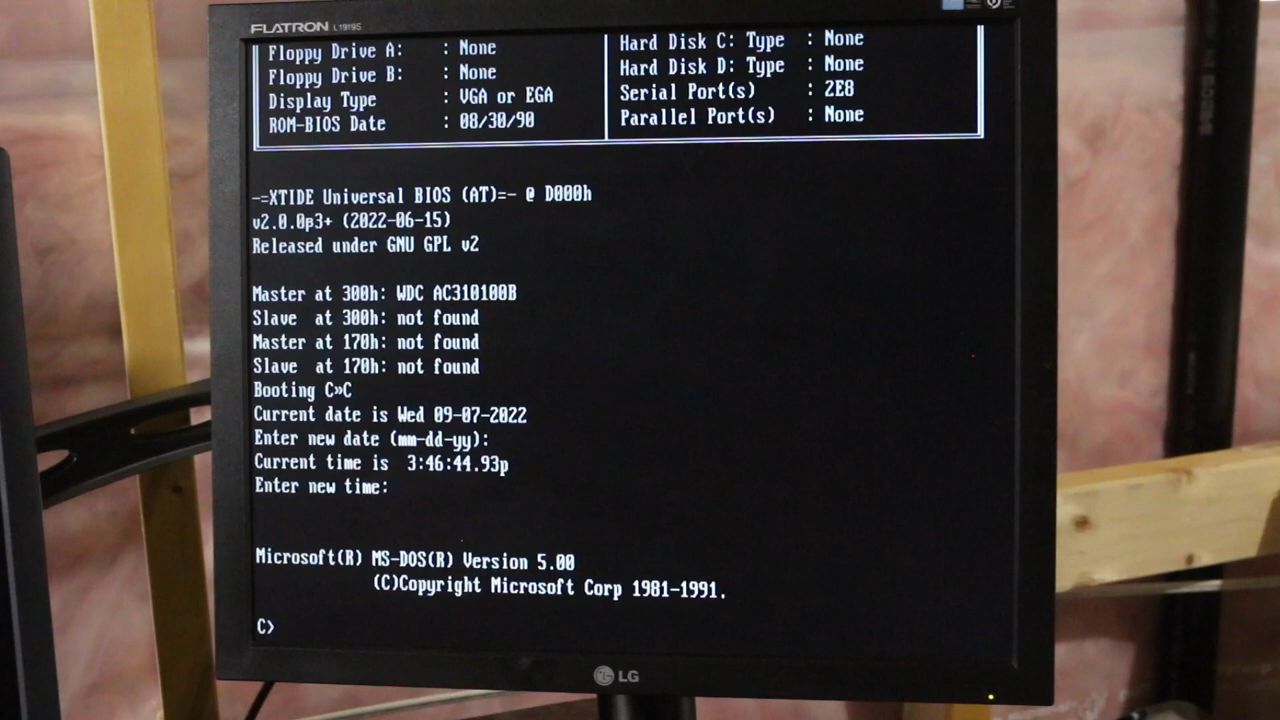 FLATRON L1919S
Floppy Drive A: : None
Floppy Drive B: : None
Display Type : VGA or EGA
ROM-BIOS Date : 08/30/90
Hard Disk C: Type : None
Hard Disk D: Type : None
Serial Port(s) : 2E8
Parallel Port(s) : None
-=XTIDE Universal BIOS (AT)=- @ D000h
v2.0.0β3+ (2022-06-15)
Released under GNU GPL v2
Master at 300h: WDC AC310100B
Slave at 300h: not found
Master at 170h: not found
Slave at 170h: not found
Booting C»C
Current date is Wed 09-07-2022
Enter new date (mm-dd-yy):
Current time is 3:46:44.93p
Enter new time:
Microsoft(R) MS-DOS(R) Version 5.00
(C)Copyright Microsoft Corp 1981-1991.
C>
LG